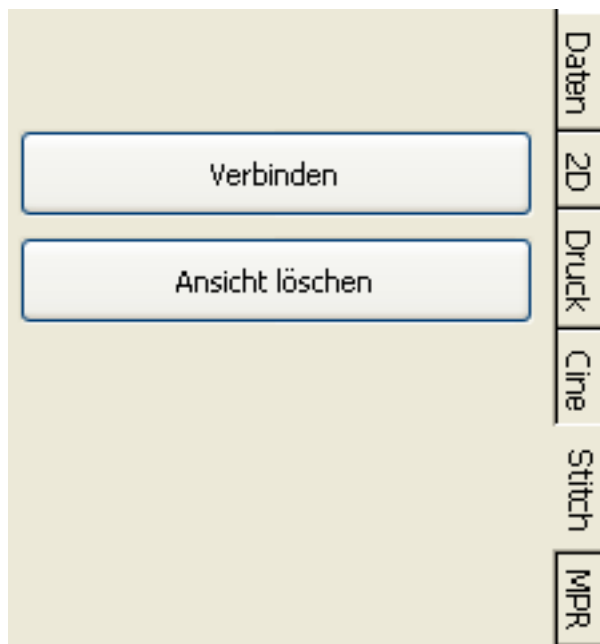 Verbinden
Ansicht löschen
Daten
2D
Druck
Cine
Stitch
MPR